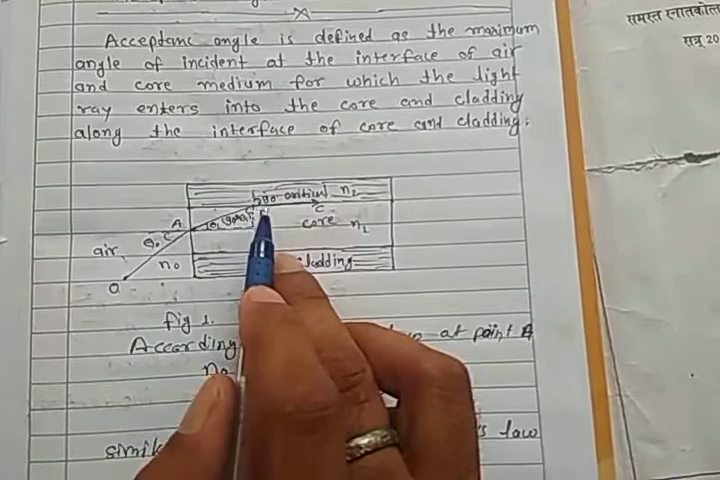 Acceptanc angle is defined as the maximum
angle of incident at the interface of air
and core medium for which the light
ray enters into the core and cladding
along the interface of core and cladding.
समस्त स्नातकोत्त
सत्र 20
90 critical n₂
C
A
core n₁
air
n₀
cladding
fig 1.
According at point A
n₀
law